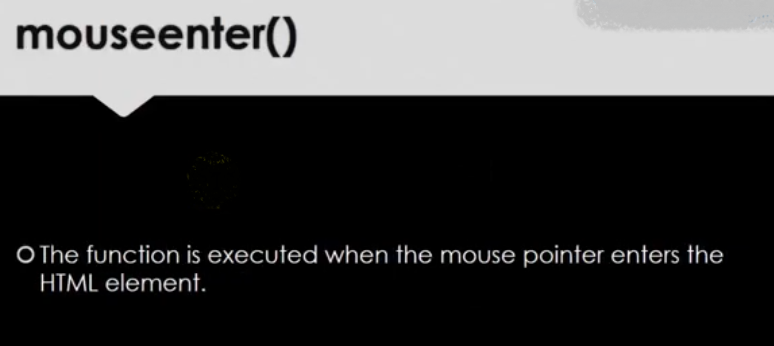 mouseenter()
The function is executed when the mouse pointer enters the
HTML element.